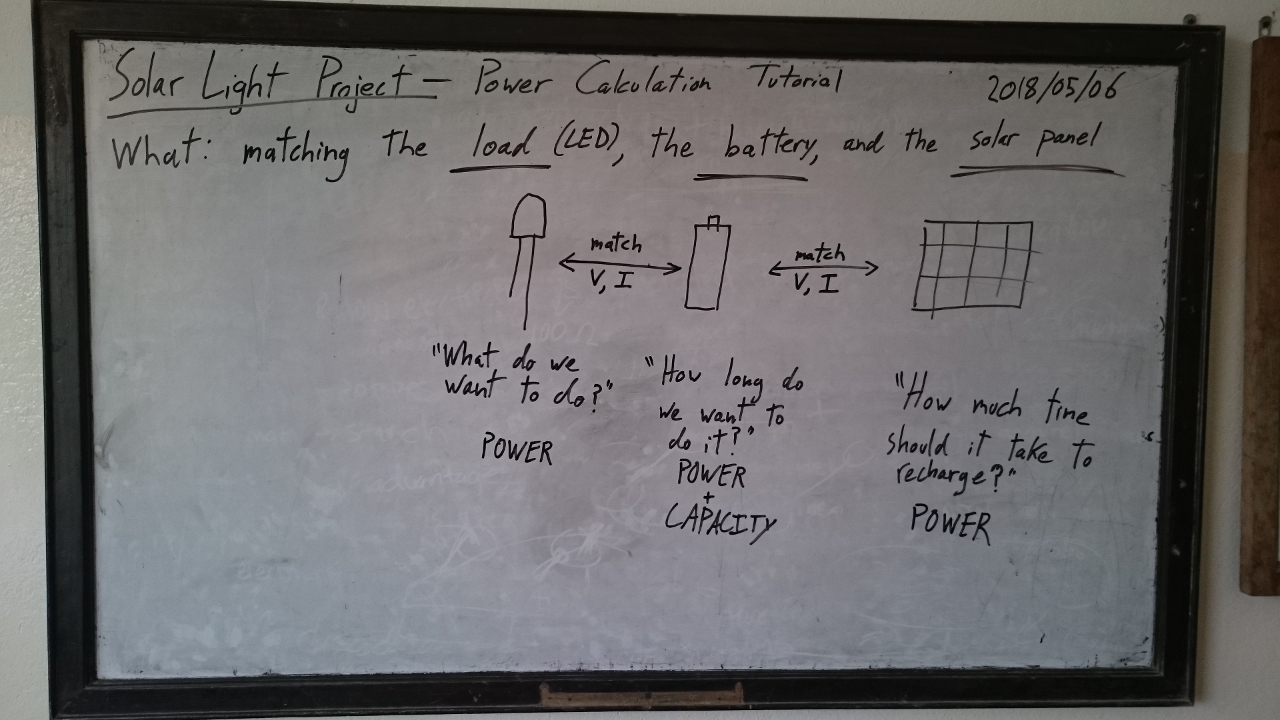 Solar Light Project — Power Calculation Tutorial 2018/05/06
What: matching the load (LED), the battery, and the solar panel
match
V, I
match
V, I
"What do we
want to do?"
POWER
"How long do
we want to
do it?"
POWER
+
CAPACITY
"How much time
should it take to
recharge?"
POWER